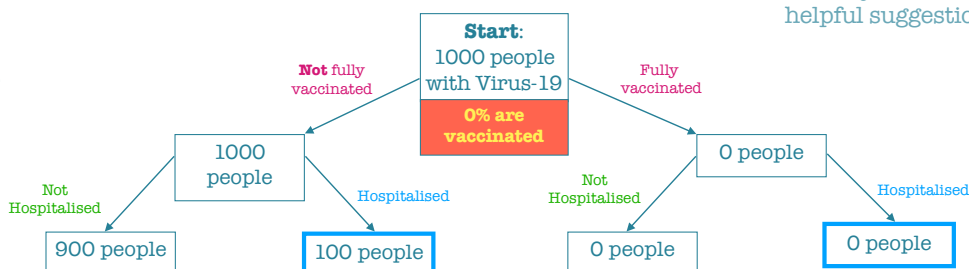 helpful suggestio
Start:
1000 people
with Virus-19
0% are
vaccinated
Not fully
vaccinated
Fully
vaccinated
1000
people
0 people
Not
Hospitalised
Hospitalised
Not
Hospitalised
Hospitalised
900 people
100 people
0 people
0 people